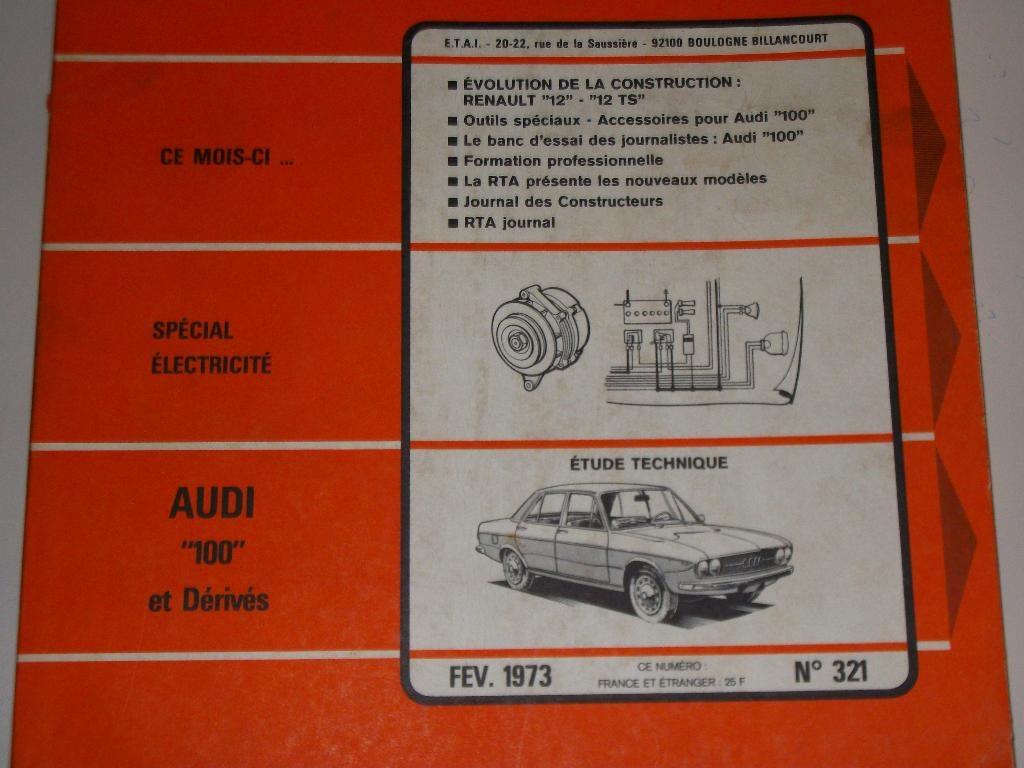 E.T.A.I. - 20-22, rue de la Saussière - 92100 BOULOGNE BILLANCOURT
CE MOIS-CI ...
■ ÉVOLUTION DE LA CONSTRUCTION :
RENAULT "12" - "12 TS"
■ Outils spéciaux - Accessoires pour Audi "100"
■ Le banc d'essai des journalistes : Audi "100"
■ Formation professionnelle
■ La RTA présente les nouveaux modèles
■ Journal des Constructeurs
■ RTA journal
SPÉCIAL
ÉLECTRICITÉ
AUDI
"100"
et Dérivés
ÉTUDE TECHNIQUE
FEV. 1973
CE NUMÉRO :
FRANCE ET ÉTRANGER : 25 F
N° 321